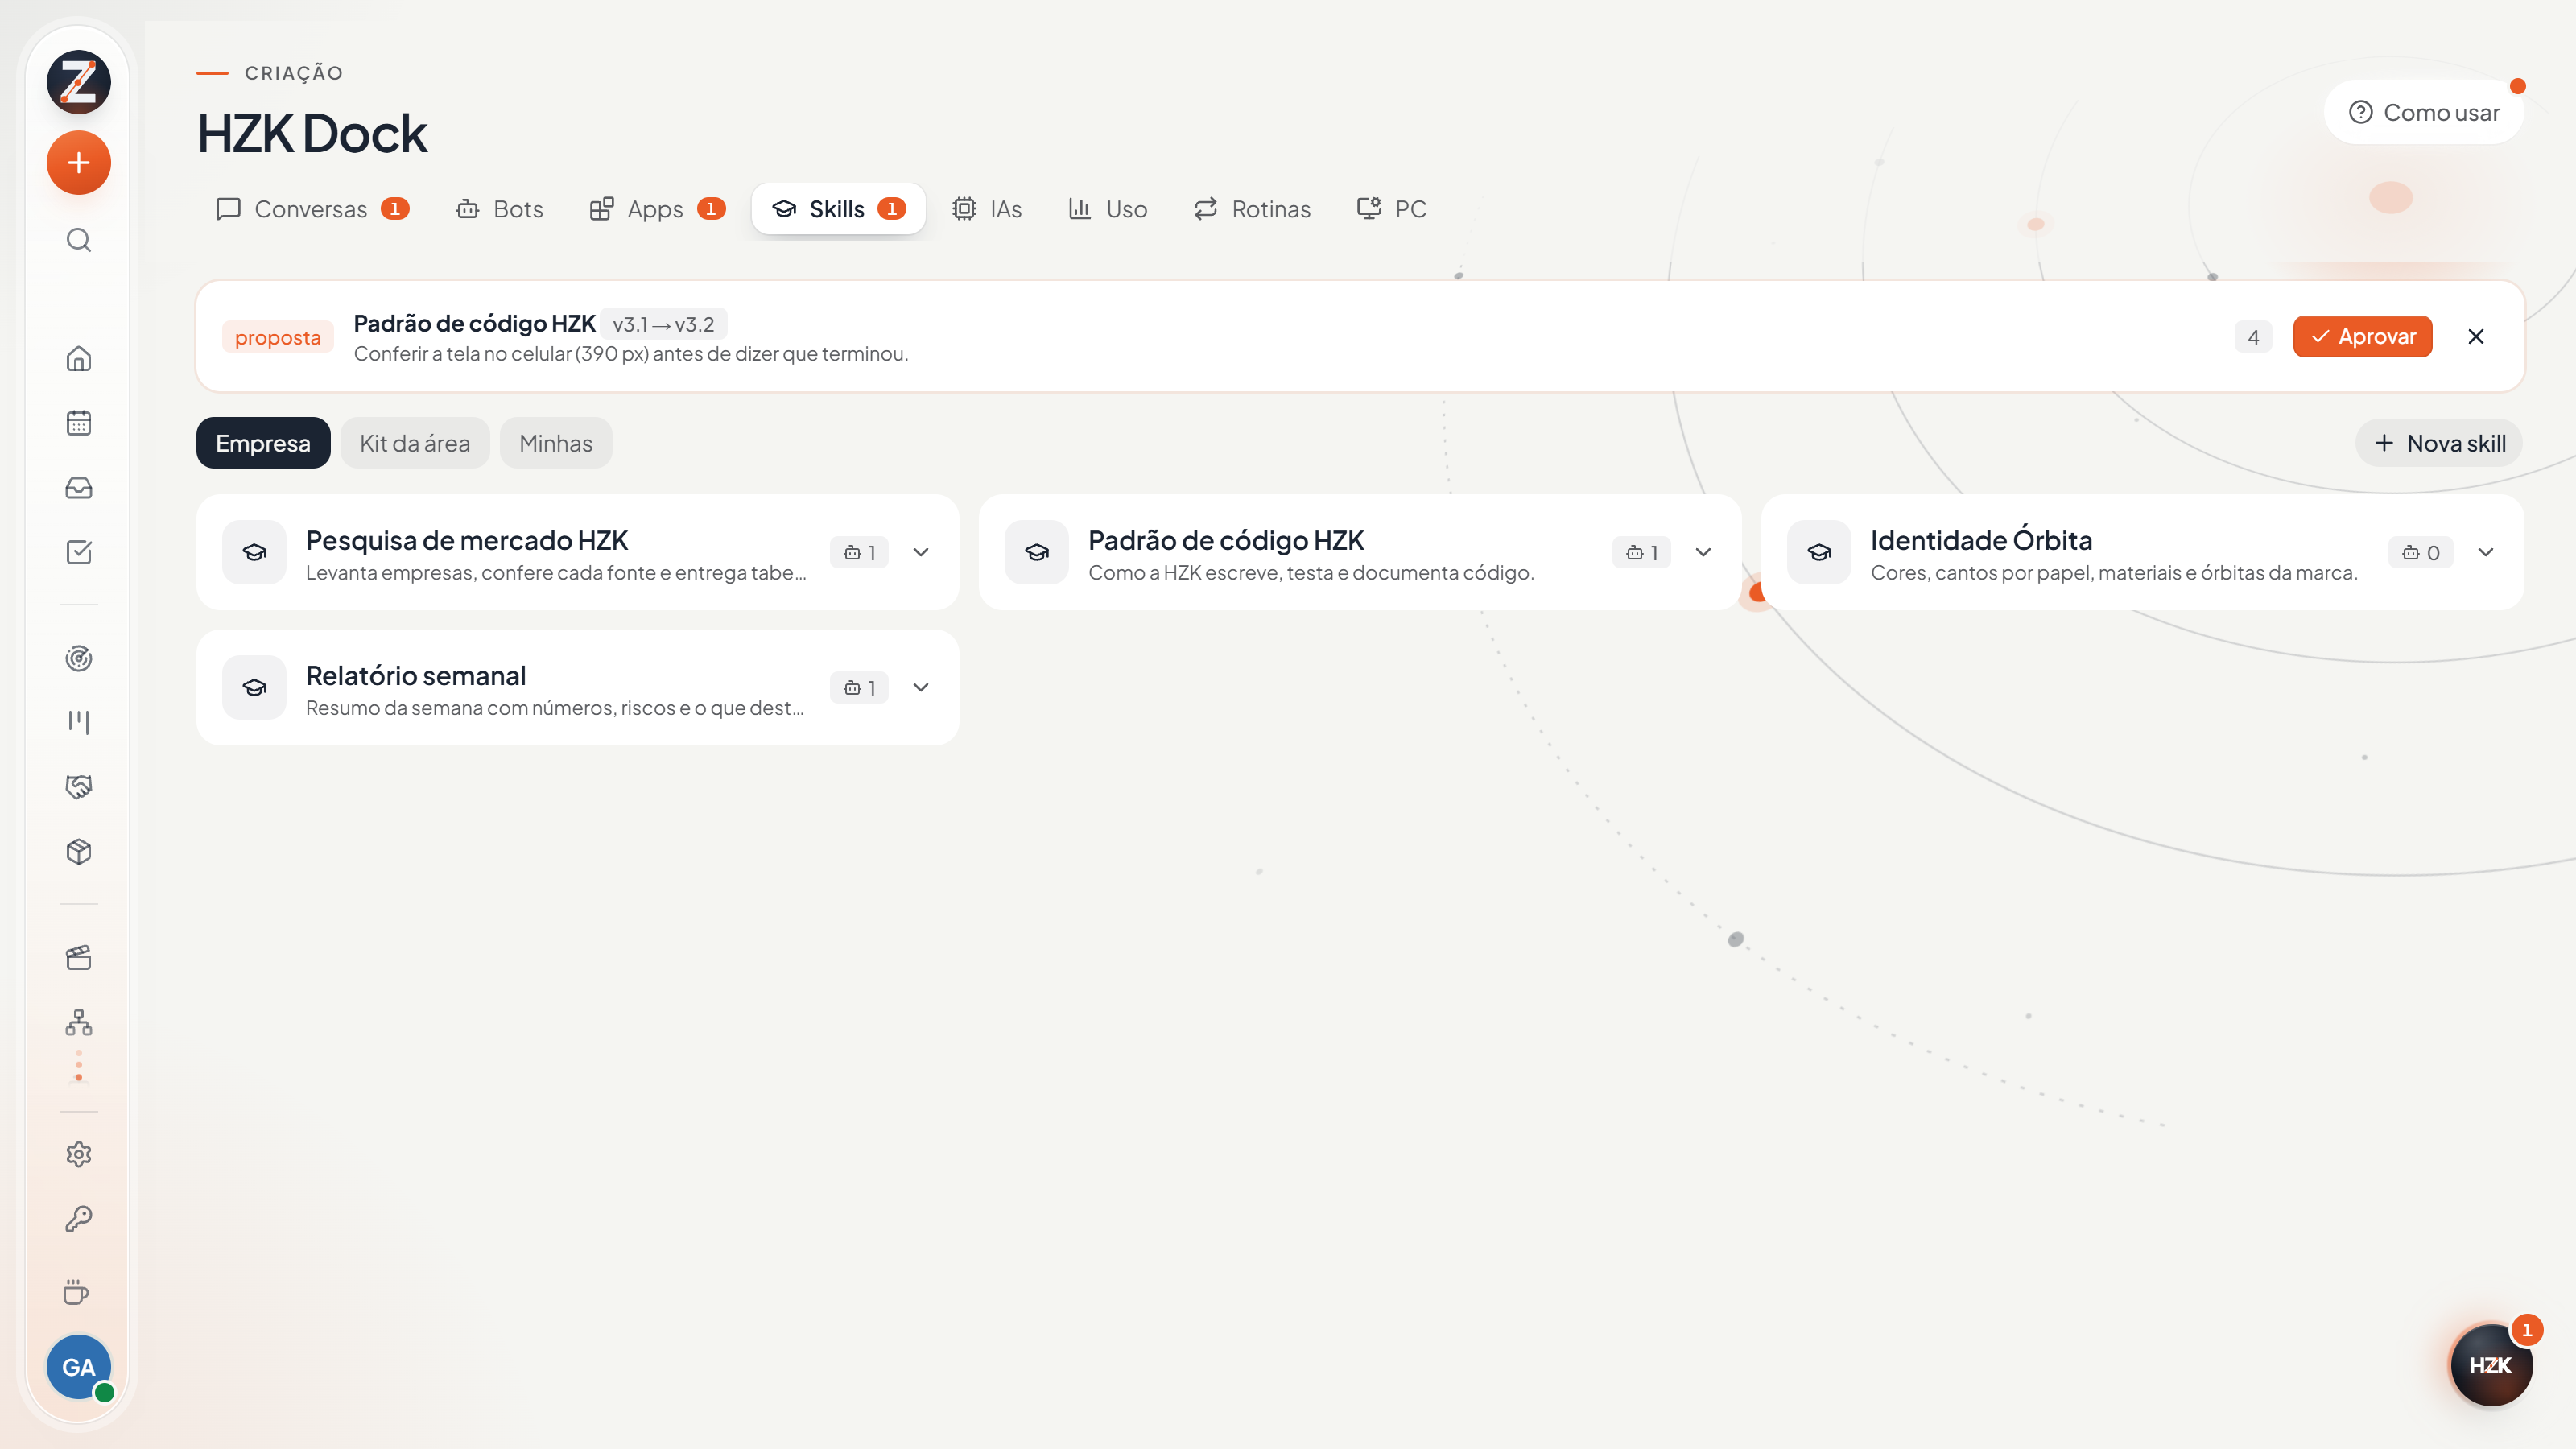 CRIAÇÃO
HZK Dock
Como usar
Conversas 1
Bots
Apps 1
Skills 1
IAs
Uso
Rotinas
PC
proposta
Padrão de código HZK v3.1 → v3.2
Conferir a tela no celular (390 px) antes de dizer que terminou.
4
Aprovar
Empresa
Kit da área
Minhas
Nova skill
Pesquisa de mercado HZK
Levanta empresas, confere cada fonte e entrega tabe...
1
Padrão de código HZK
Como a HZK escreve, testa e documenta código.
1
Identidade Órbita
Cores, cantos por papel, materiais e órbitas da marca.
0
Relatório semanal
Resumo da semana com números, riscos e o que dest...
1
GA
HZK
1